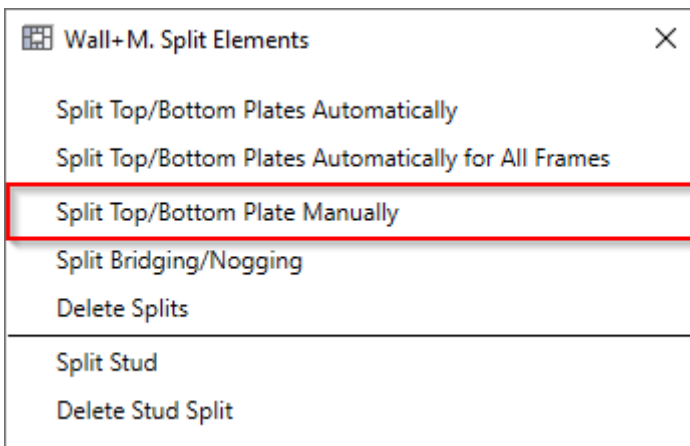 Wall+M. Split Elements
Split Top/Bottom Plates Automatically
Split Top/Bottom Plates Automatically for All Frames
Split Top/Bottom Plate Manually
Split Bridging/Nogging
Delete Splits
Split Stud
Delete Stud Split